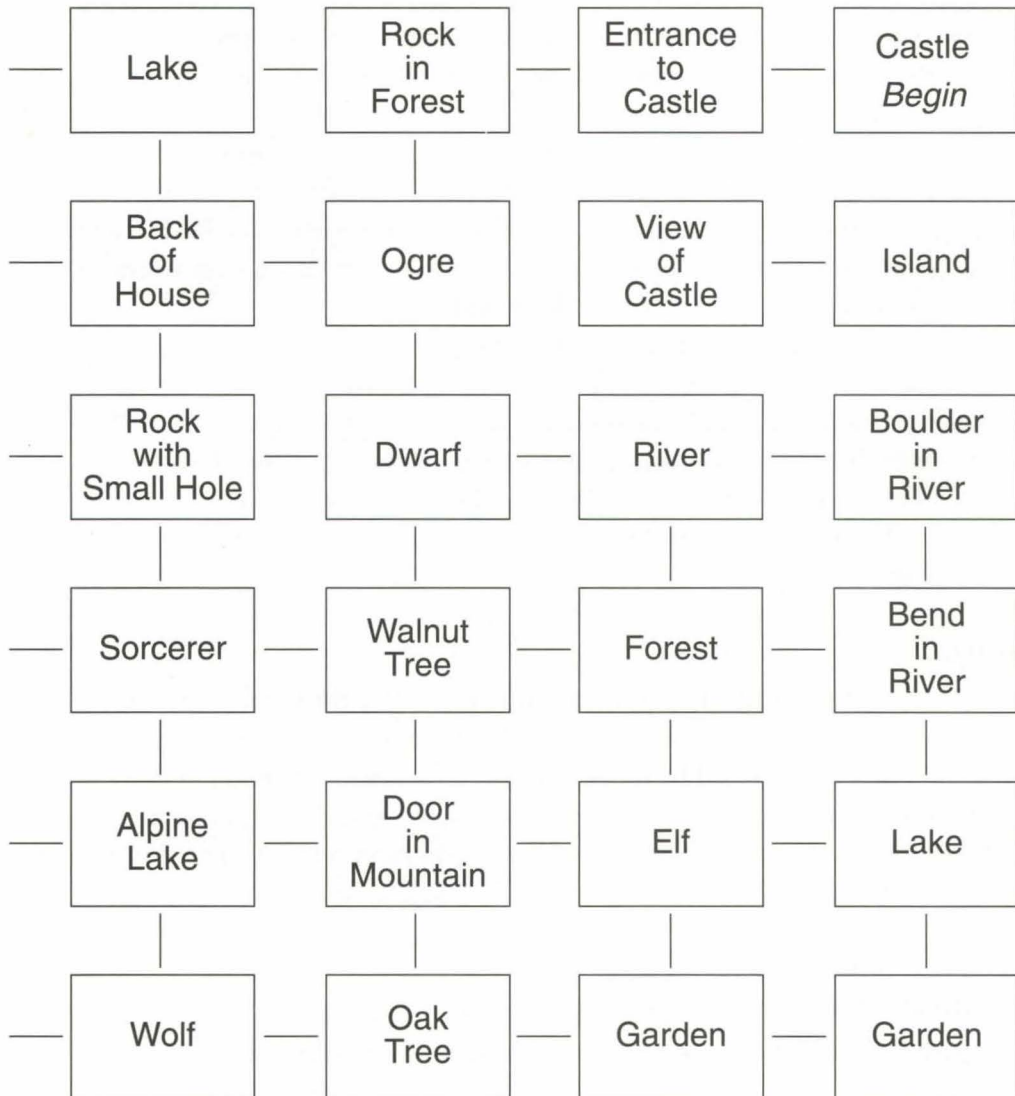 Lake
Rock
in
Forest
Entrance
to
Castle
Castle
Begin
Back
of
House
Ogre
View
of
Castle
Island
Rock
with
Small Hole
Dwarf
River
Boulder
in
River
Sorcerer
Walnut
Tree
Forest
Bend
in
River
Alpine
Lake
Door
in
Mountain
Elf
Lake
Wolf
Oak
Tree
Garden
Garden